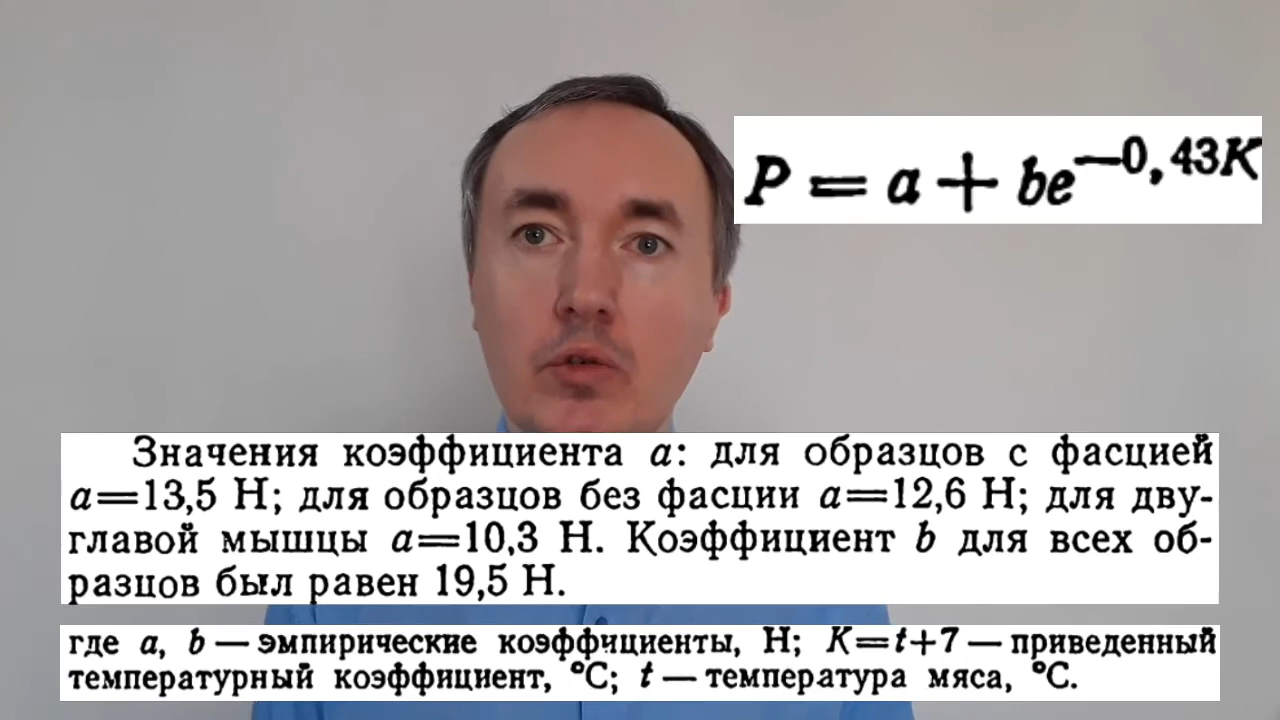 P = a + be^{-0,43K}
Значения коэффициента a: для образцов с фасцией
a=13,5 Н; для образцов без фасции a=12,6 Н; для дву-
главой мышцы a=10,3 Н. Коэффициент b для всех об-
разцов был равен 19,5 Н.
где a, b — эмпирические коэффициенты, Н; K=t+7 — приведенный
температурный коэффициент, °С; t — температура мяса, °С.